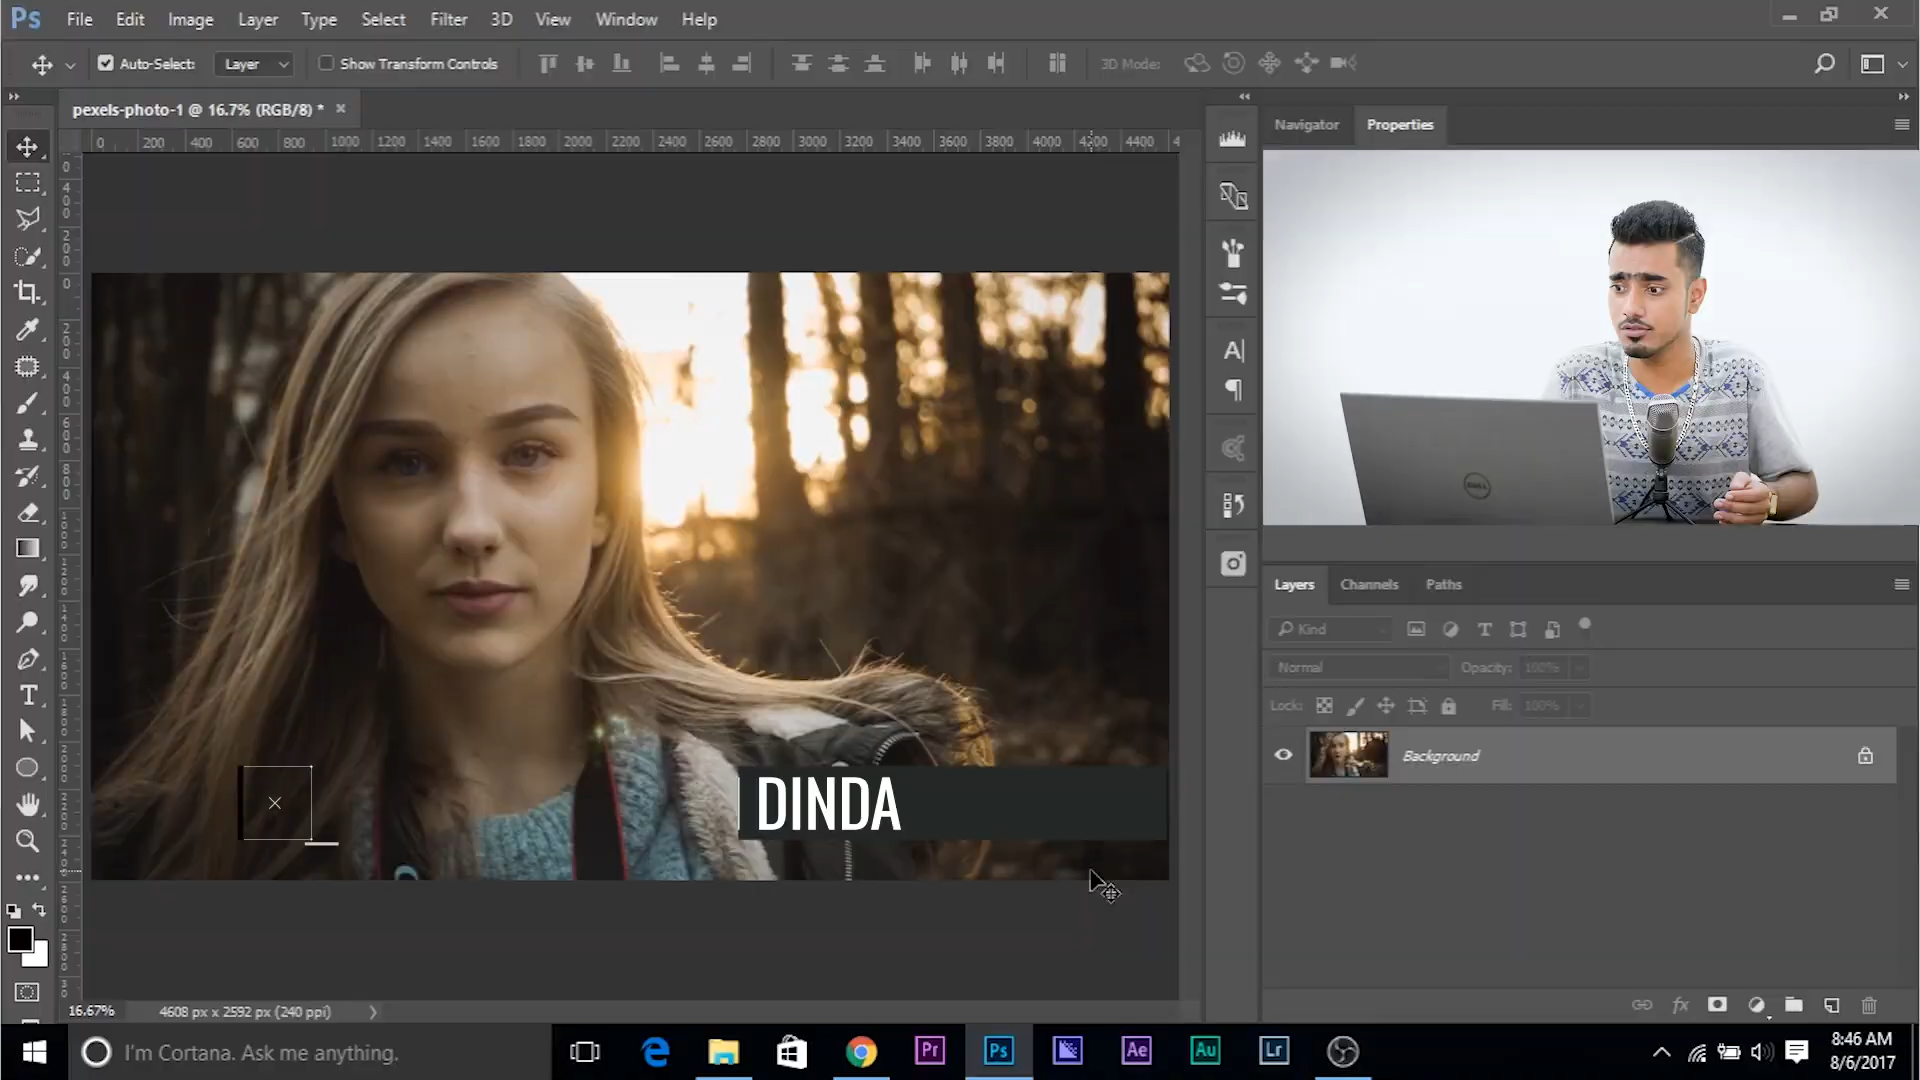 Ps File Edit Image Layer Type Select Filter 3D View Window Help
Auto-Select: Layer Show Transform Controls 3D Mode:
pexels-photo-1 @ 16.7% (RGB/8) *
0 200 400 600 800 1000 1200 1400 1600 1800 2000 2200 2400 2600 2800 3000 3200 3400 3600 3800 4000 4200 4400 4
Navigator Properties
DELL
DINDA
Layers Channels Paths
Kind
Normal Opacity: 100%
Lock: Fill: 100%
Background
16.67% 4608 px x 2592 px (240 ppi)
I'm Cortana. Ask me anything.
Pr Ps Ae Au Lr
8:46 AM
8/6/2017